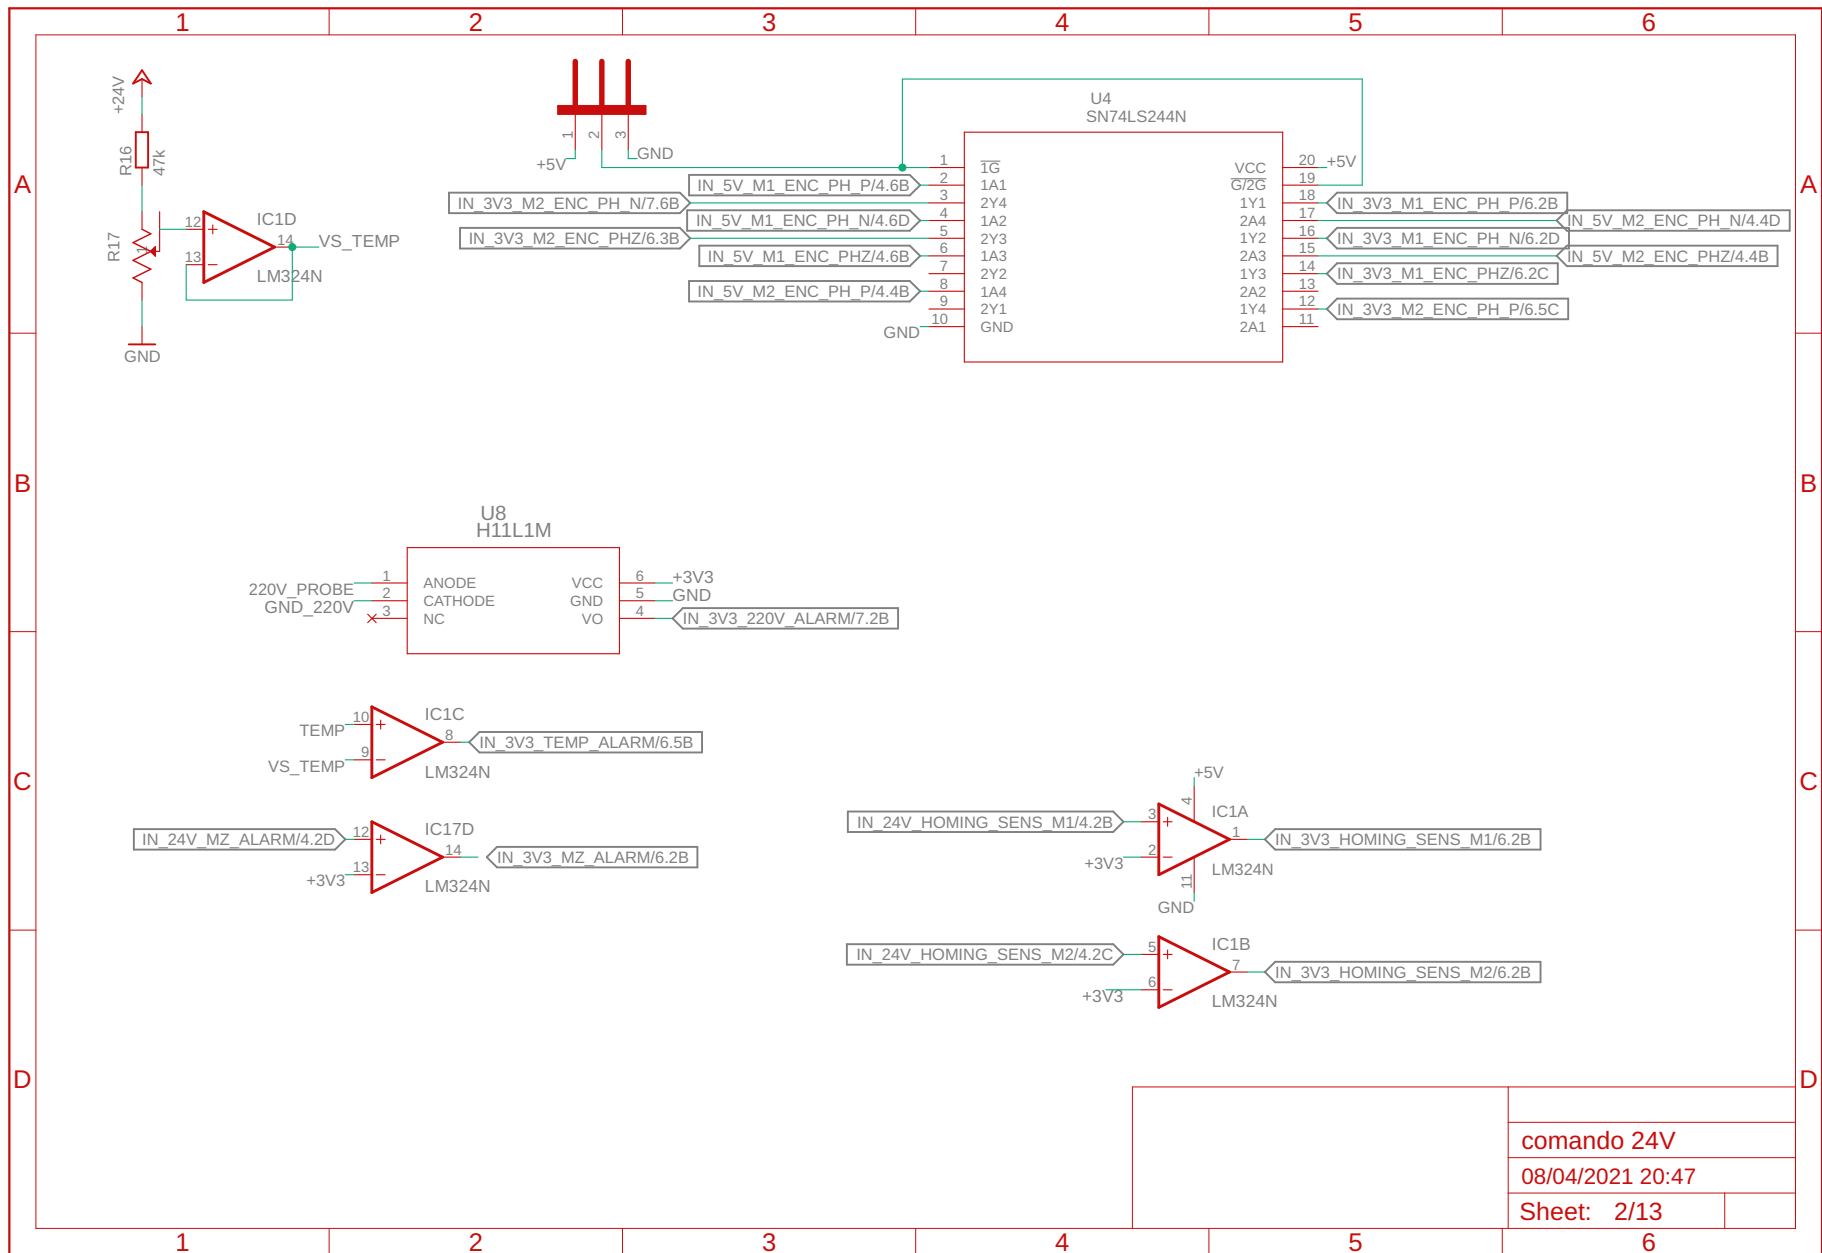 1 2 3 4 5 6
A A
B B
C C
D D
+24V
R16
47k
R17
12
13
14
IC1D
LM324N
VS_TEMP
GND
1 2 3
+5V
GND
U4
SN74LS244N
1 1G
2 1A1
3 2Y4
4 1A2
5 2Y3
6 1A3
7 2Y2
8 1A4
9 2Y1
10 GND
VCC 20 +5V
G/2G 19
1Y1 18
2A4 17
1Y2 16
2A3 15
1Y3 14
2A2 13
1Y4 12
2A1 11
IN_5V_M1_ENC_PH_P/4.6B
IN_3V3_M2_ENC_PH_N/7.6B
IN_5V_M1_ENC_PH_N/4.6D
IN_3V3_M2_ENC_PHZ/6.3B
IN_5V_M1_ENC_PHZ/4.6B
IN_5V_M2_ENC_PH_P/4.4B
GND
IN_3V3_M1_ENC_PH_P/6.2B
IN_5V_M2_ENC_PH_N/4.4D
IN_3V3_M1_ENC_PH_N/6.2D
IN_5V_M2_ENC_PHZ/4.4B
IN_3V3_M1_ENC_PHZ/6.2C
IN_3V3_M2_ENC_PH_P/6.5C
U8
H11L1M
220V_PROBE 1 ANODE
GND_220V 2 CATHODE
3 NC
VCC 6 +3V3
GND 5 GND
VO 4 IN_3V3_220V_ALARM/7.2B
TEMP 10
VS_TEMP 9
IC1C
8 IN_3V3_TEMP_ALARM/6.5B
LM324N
IN_24V_MZ_ALARM/4.2D 12
+3V3 13
IC17D
14 IN_3V3_MZ_ALARM/6.2B
LM324N
+5V
4
IN_24V_HOMING_SENS_M1/4.2B 3
+3V3 2
IC1A
1 IN_3V3_HOMING_SENS_M1/6.2B
LM324N
11
GND
IN_24V_HOMING_SENS_M2/4.2C 5
+3V3 6
IC1B
7 IN_3V3_HOMING_SENS_M2/6.2B
LM324N
comando 24V
08/04/2021 20:47
Sheet: 2/13
1 2 3 4 5 6